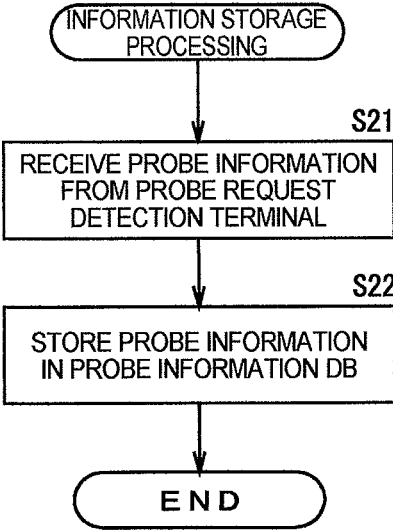 INFORMATION STORAGE
PROCESSING
S21
RECEIVE PROBE INFORMATION
FROM PROBE REQUEST
DETECTION TERMINAL
S22
STORE PROBE INFORMATION
IN PROBE INFORMATION DB
END